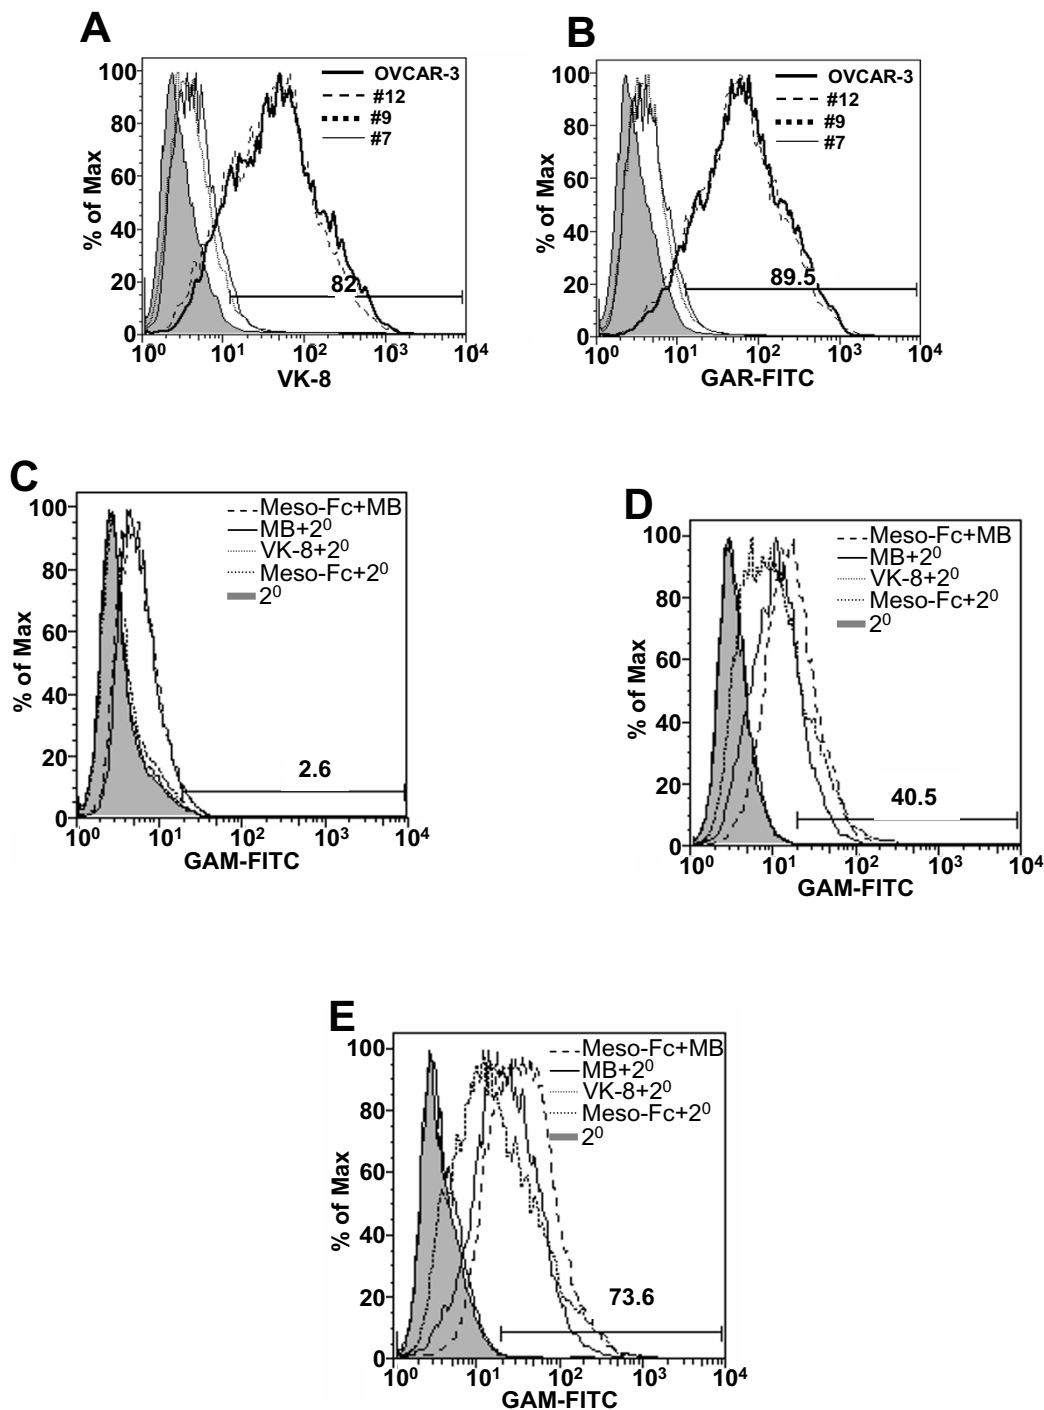 A
% of Max
100
80
60
40
20
0
OVCAR-3
#12
#9
#7
82
10⁰ 10¹ 10² 10³ 10⁴
VK-8
B
% of Max
100
80
60
40
20
0
OVCAR-3
#12
#9
#7
89.5
10⁰ 10¹ 10² 10³ 10⁴
GAR-FITC
C
% of Max
100
80
60
40
20
0
Meso-Fc+MB
MB+2⁰
VK-8+2⁰
Meso-Fc+2⁰
2⁰
2.6
10⁰ 10¹ 10² 10³ 10⁴
GAM-FITC
D
% of Max
100
80
60
40
20
0
Meso-Fc+MB
MB+2⁰
VK-8+2⁰
Meso-Fc+2⁰
2⁰
40.5
10⁰ 10¹ 10² 10³ 10⁴
GAM-FITC
E
% of Max
100
80
60
40
20
0
Meso-Fc+MB
MB+2⁰
VK-8+2⁰
Meso-Fc+2⁰
2⁰
73.6
10⁰ 10¹ 10² 10³ 10⁴
GAM-FITC